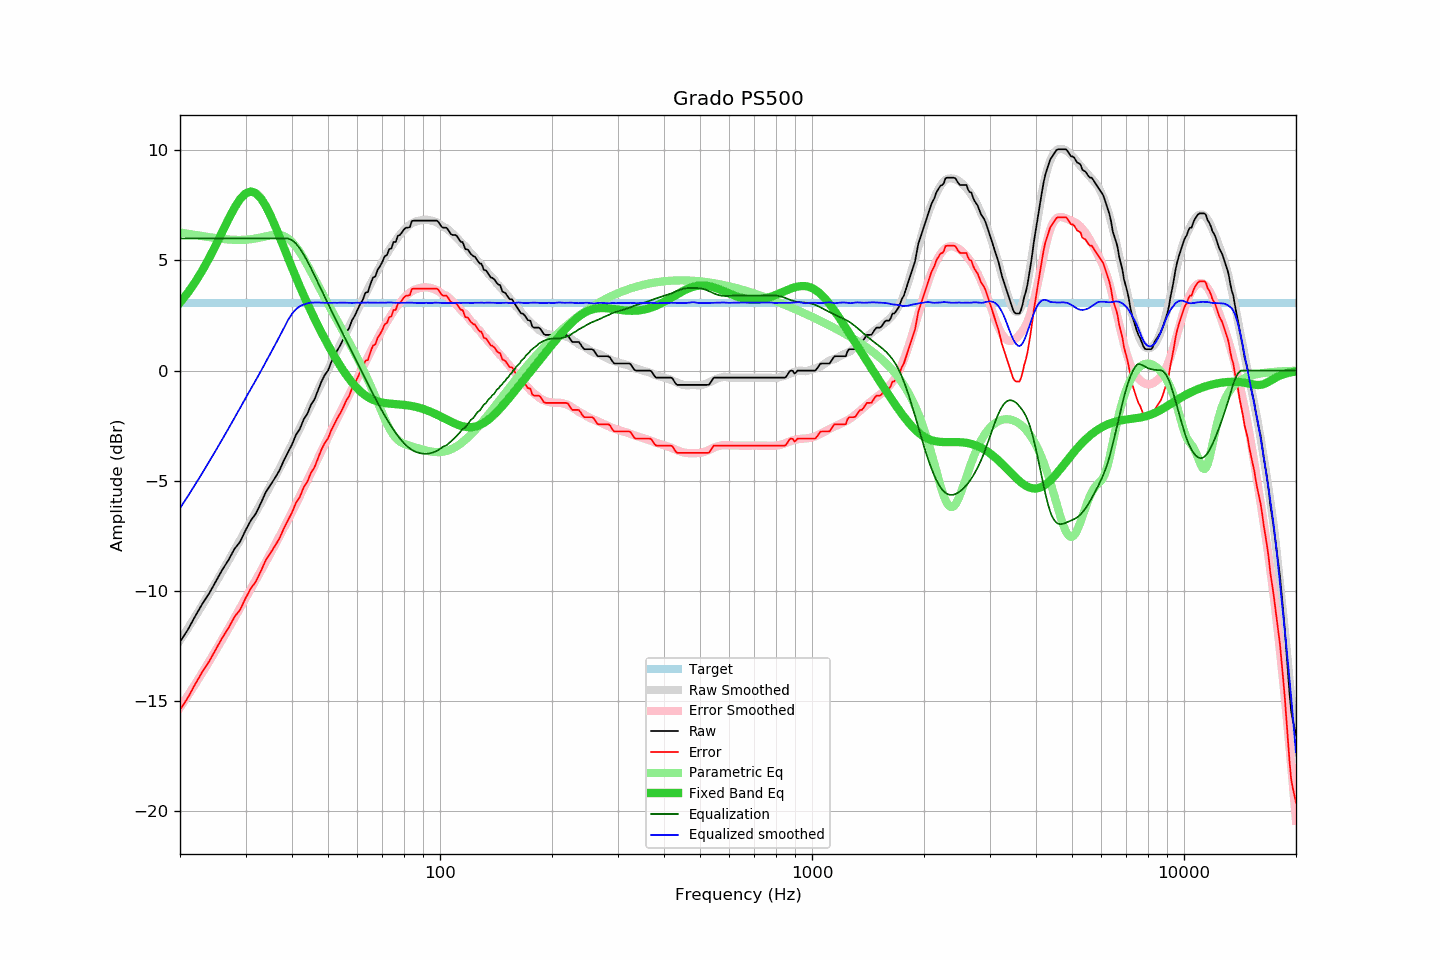 Grado PS500
10
5
0
−5
−10
−15
−20
Amplitude (dBr)
Target
Raw Smoothed
Error Smoothed
Raw
Error
Parametric Eq
Fixed Band Eq
Equalization
Equalized smoothed
100
1000
10000
Frequency (Hz)